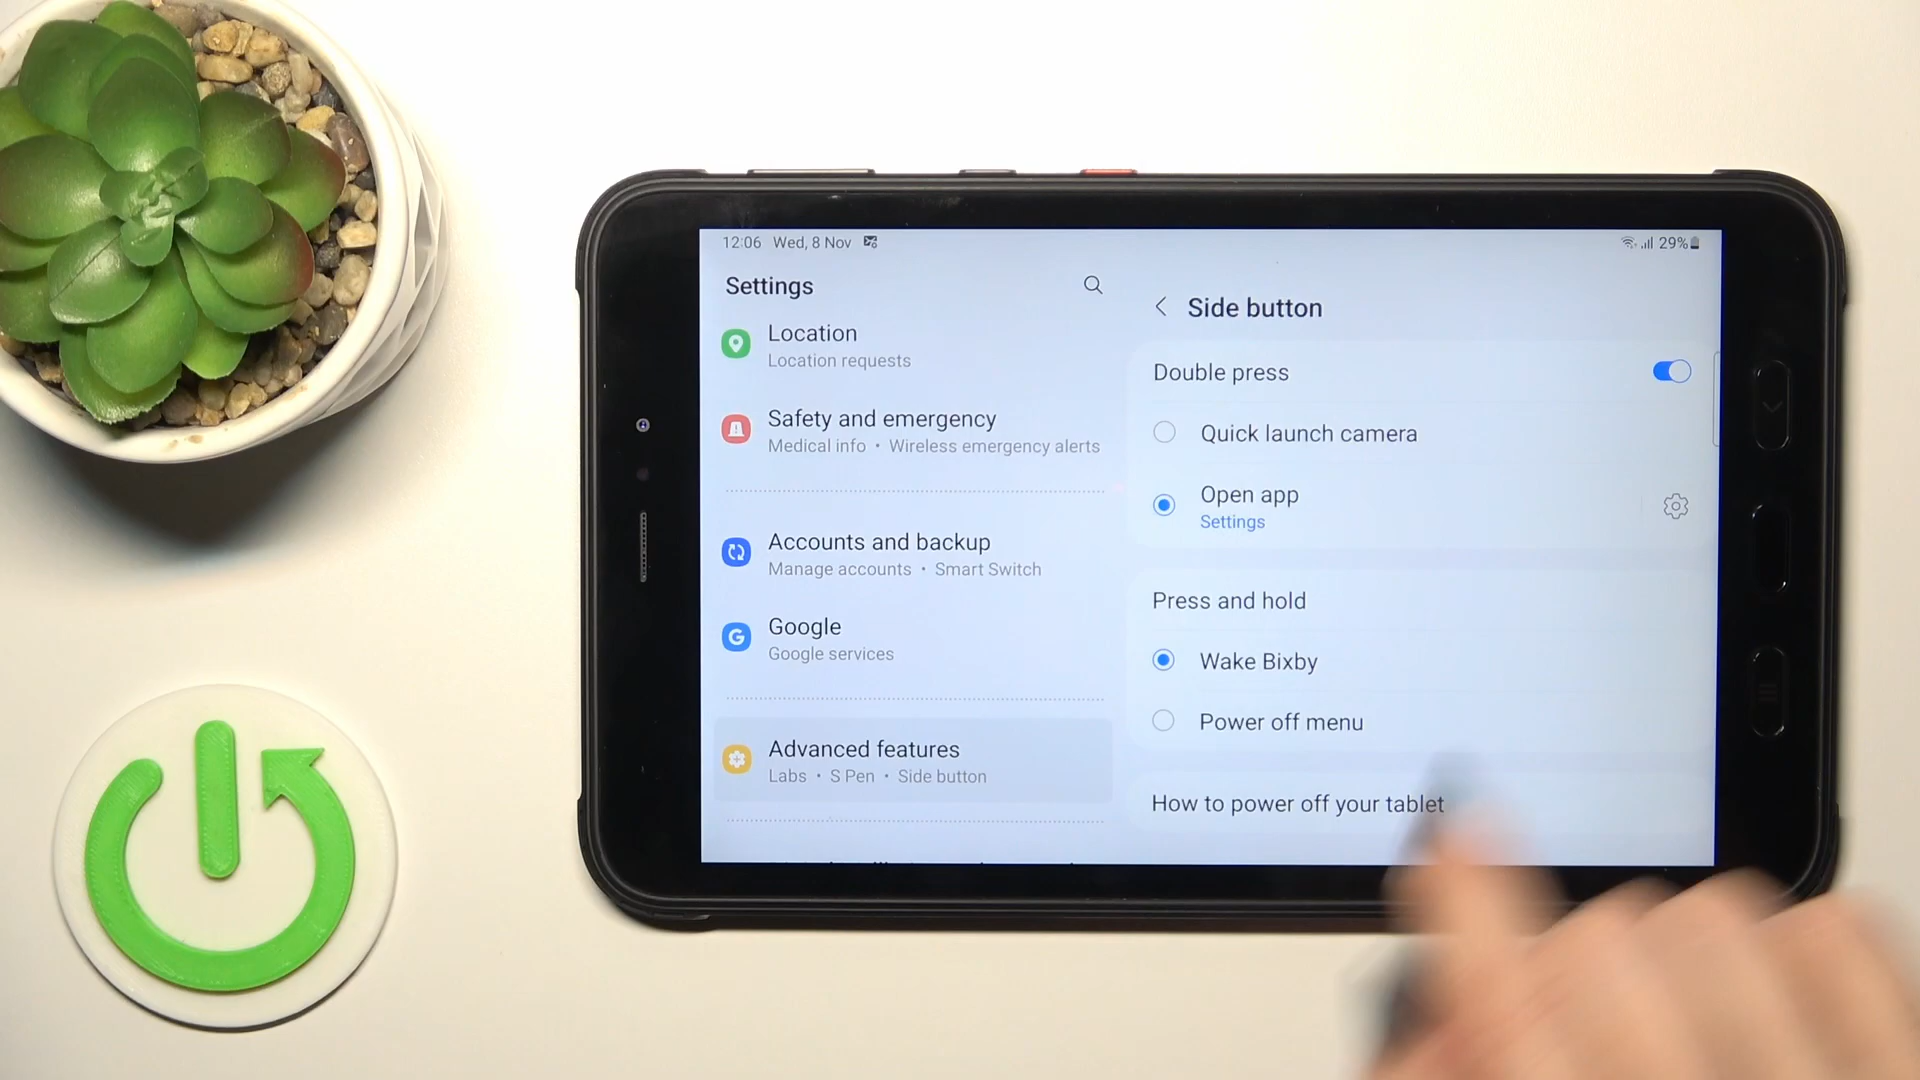 12:06 Wed, 8 Nov
29%
Settings
Location
Location requests
Safety and emergency
Medical info • Wireless emergency alerts
Accounts and backup
Manage accounts • Smart Switch
Google
Google services
Advanced features
Labs • S Pen • Side button
Side button
Double press
Quick launch camera
Open app
Settings
Press and hold
Wake Bixby
Power off menu
How to power off your tablet